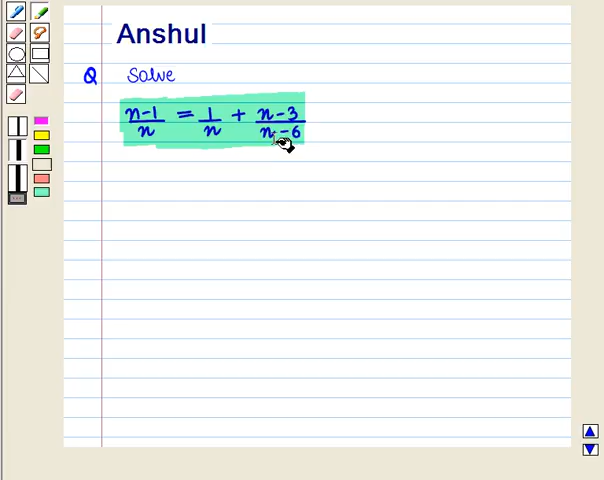 Anshul
Q Solve
n-1/n = 1/n + n-3/n-6